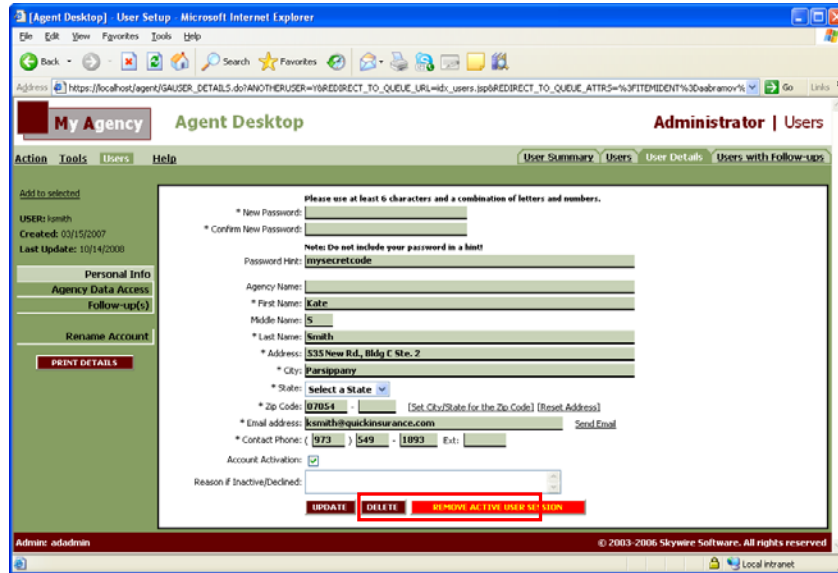 [Agent Desktop] - User Setup - Microsoft Internet Explorer
File Edit View Favorites Tools Help
Back Search Favorites
Address https://localhost/agent/GAUSER_DETAILS.do?ANOTHERUSER=Y&REDIRECT_TO_QUEUE_URL=idx_users.jsp&REDIRECT_TO_QUEUE_ATTRS=%3FITEMIDENT%3Daabramov% Go Links
My Agency Agent Desktop Administrator | Users
Action Tools Users Help User Summary Users User Details Users with Follow-ups
Add to selected
USER: ksmith
Created: 03/15/2007
Last Update: 10/14/2008
Personal Info
Agency Data Access
Follow-up(s)
Rename Account
PRINT DETAILS
Please use at least 6 characters and a combination of letters and numbers.
* New Password:
* Confirm New Password:
Note: Do not include your password in a hint!
Password Hint: mysecretcode
Agency Name:
* First Name: Kate
Middle Name: S
* Last Name: Smith
* Address: 535 New Rd., Bldg C Ste. 2
* City: Parsippany
* State: Select a State
* Zip Code: 07054 - [Set City/State for the Zip Code] [Reset Address]
* Email address: ksmith@quickinsurance.com Send Email
* Contact Phone: ( 973 ) 549 - 1893 Ext:
Account Activation:
Reason if Inactive/Declined:
UPDATE DELETE REMOVE ACTIVE USER SESSION
Admin: adadmin © 2003-2006 Skywire Software. All rights reserved
Local intranet